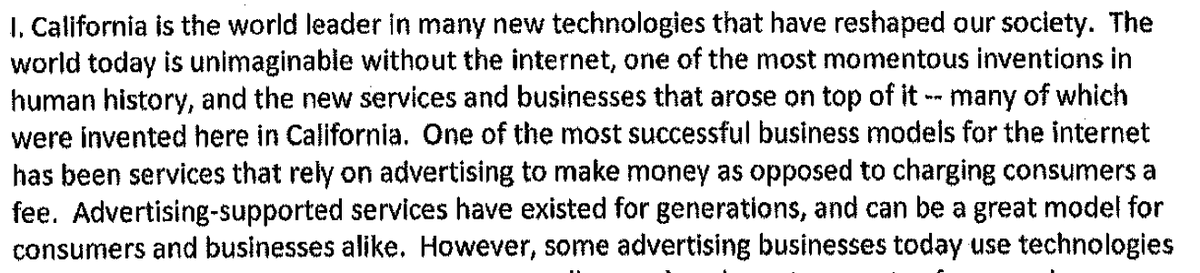 I. California is the world leader in many new technologies that have reshaped our society.  The
world today is unimaginable without the internet, one of the most momentous inventions in
human history, and the new services and businesses that arose on top of it -- many of which
were invented here in California.  One of the most successful business models for the internet
has been services that rely on advertising to make money as opposed to charging consumers a
fee.  Advertising-supported services have existed for generations, and can be a great model for
consumers and businesses alike.  However, some advertising businesses today use technologies